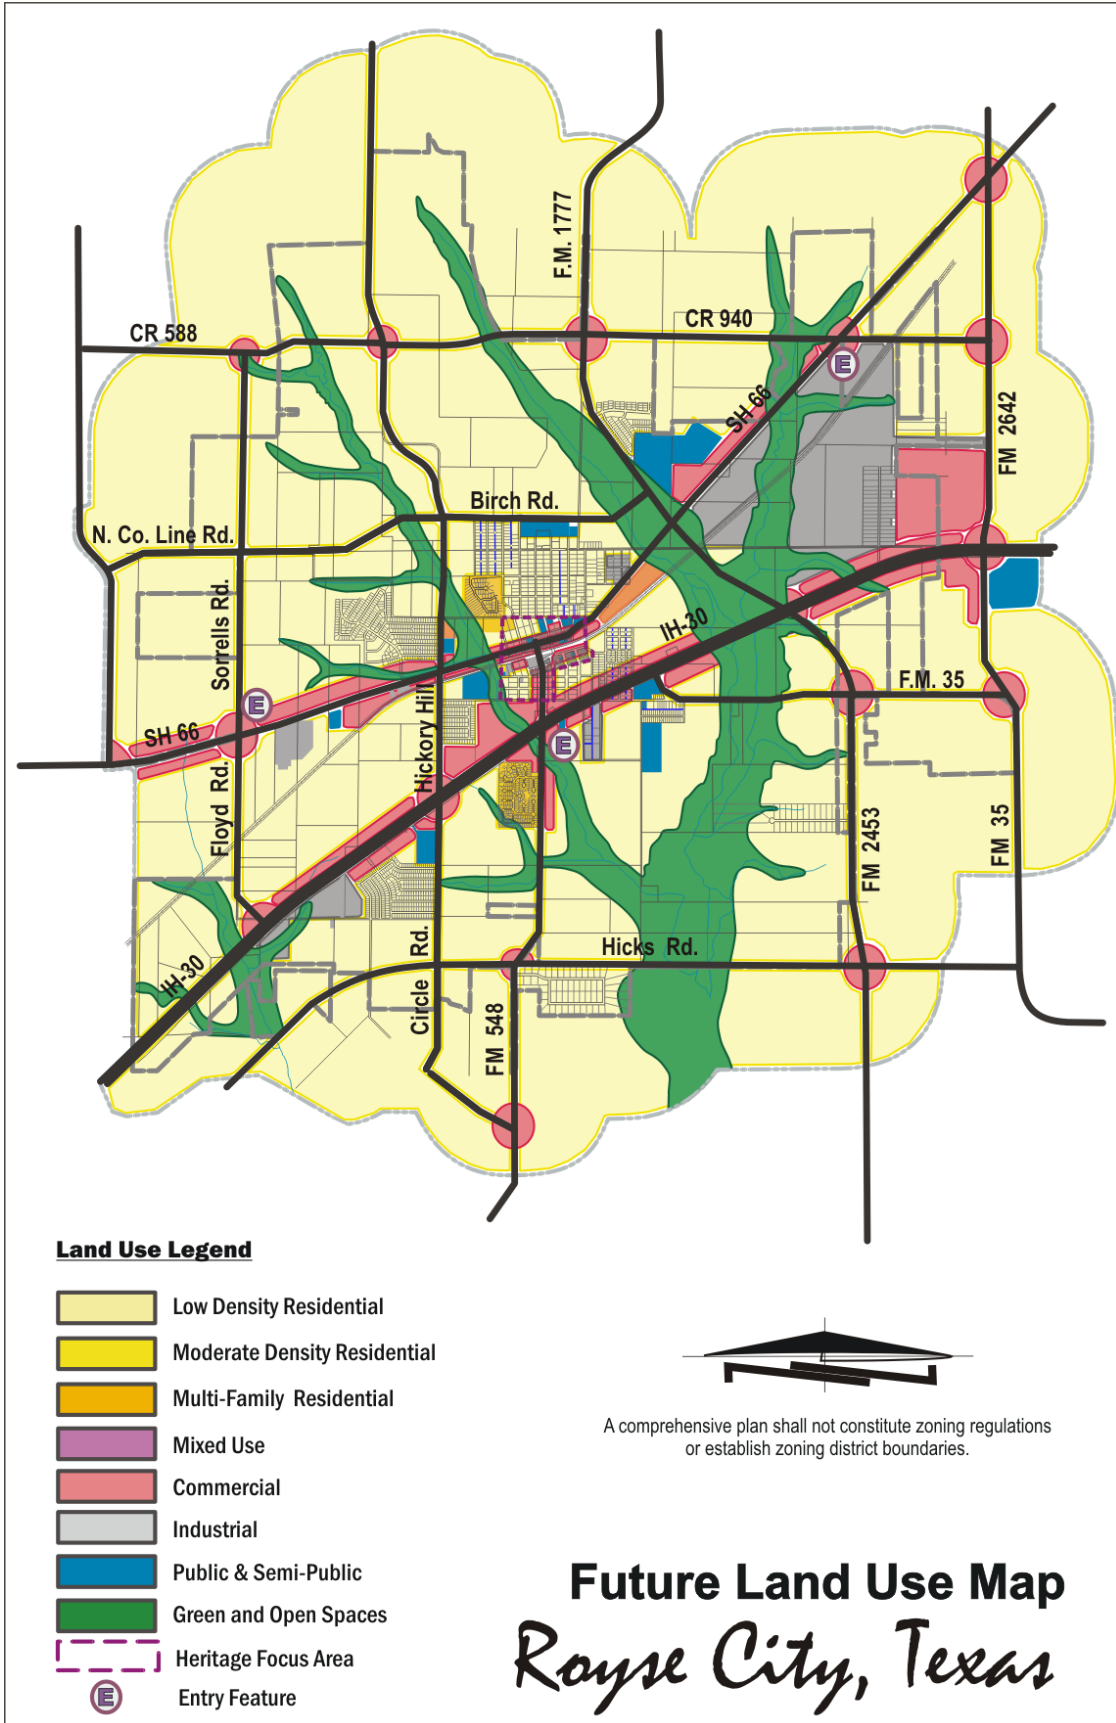 F.M. 1777
CR 588
CR 940
E
SH 66
FM 2642
Birch Rd.
N. Co. Line Rd.
Sorrells Rd.
IH-30
F.M. 35
E
SH 66
Hickory Hill
E
Floyd Rd.
FM 2453
FM 35
IH-30
Circle Rd.
Hicks Rd.
FM 548
Land Use Legend
Low Density Residential
Moderate Density Residential
Multi-Family Residential
Mixed Use
Commercial
Industrial
Public & Semi-Public
Green and Open Spaces
Heritage Focus Area
E Entry Feature
A comprehensive plan shall not constitute zoning regulations
or establish zoning district boundaries.
Future Land Use Map
Royse City, Texas